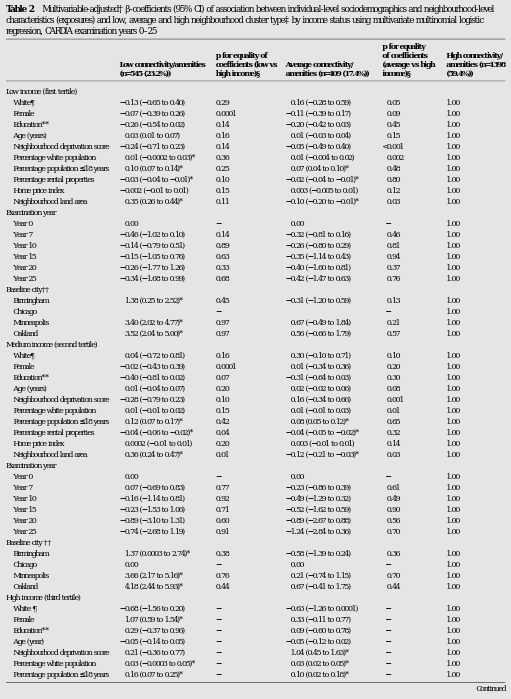 Table 2 Multivariable-adjusted† β-coefficients (95% CI) of association between individual-level sociodemographics and neighbourhood-level
characteristics (exposures) and low, average and high neighbourhood cluster type‡ by income status using multivariate multinomial logistic
regression, CARDIA examination years 0–25
Low connectivity/amenities (n=545 (23.2%)) p for equality of coefficients (low vs high income)§ Average connectivity/ amenities (n=409 (17.4%)) p for equality of coefficients (average vs high income)§ High connectivity/ amenities (n=1398 (59.4%))
Low income (first tertile)
White¶ −0.13 (−0.65 to 0.40) 0.29 0.16 (−0.28 to 0.59) 0.05 1.00
Female −0.07 (−0.39 to 0.26) 0.0001 −0.11 (−0.39 to 0.17) 0.09 1.00
Education** −0.26 (−0.54 to 0.02) 0.14 −0.20 (−0.42 to 0.03) 0.45 1.00
Age (years) 0.03 (0.01 to 0.07) 0.16 0.01 (−0.03 to 0.04) 0.15 1.00
Neighbourhood deprivation score −0.24 (−0.71 to 0.23) 0.14 −0.05 (−0.49 to 0.40) <0.001 1.00
Percentage white population 0.01 (−0.0002 to 0.03)* 0.36 0.01 (−0.004 to 0.02) 0.002 1.00
Percentage population ≤18 years 0.10 (0.07 to 0.14)* 0.25 0.07 (0.04 to 0.10)* 0.48 1.00
Percentage rental properties −0.03 (−0.04 to −0.01)* 0.10 −0.02 (−0.04 to −0.01)* 0.80 1.00
Home price index −0.002 (−0.01 to 0.01) 0.15 0.003 (−0.005 to 0.01) 0.12 1.00
Neighbourhood land area 0.35 (0.26 to 0.44)* 0.11 −0.10 (−0.20 to −0.01)* 0.03 1.00
Examination year
Year 0 0.00 — 0.00 — 1.00
Year 7 −0.46 (−1.02 to 0.10) 0.14 −0.32 (−0.81 to 0.16) 0.46 1.00
Year 10 −0.14 (−0.79 to 0.51) 0.89 −0.26 (−0.80 to 0.29) 0.81 1.00
Year 15 −0.15 (−1.05 to 0.76) 0.63 −0.35 (−1.14 to 0.43) 0.94 1.00
Year 20 −0.26 (−1.77 to 1.26) 0.33 −0.40 (−1.60 to 0.81) 0.37 1.00
Year 25 −0.34 (−1.68 to 0.99) 0.68 −0.42 (−1.47 to 0.63) 0.76 1.00
Baseline city††
Birmingham 1.38 (0.25 to 2.52)* 0.45 −0.31 (−1.20 to 0.59) 0.13 1.00
Chicago — — 1.00
Minneapolis 3.40 (2.02 to 4.77)* 0.97 0.67 (−0.49 to 1.84) 0.21 1.00
Oakland 3.52 (2.04 to 5.00)* 0.97 0.56 (−0.66 to 1.79) 0.57 1.00
Medium income (second tertile)
White¶ 0.04 (−0.72 to 0.81) 0.16 0.30 (−0.10 to 0.71) 0.10 1.00
Female −0.02 (−0.43 to 0.39) 0.0001 0.01 (−0.34 to 0.36) 0.20 1.00
Education** −0.40 (−0.81 to 0.02) 0.07 −0.31 (−0.64 to 0.03) 0.30 1.00
Age (years) 0.01 (−0.04 to 0.07) 0.20 0.02 (−0.02 to 0.06) 0.08 1.00
Neighbourhood deprivation score −0.28 (−0.79 to 0.23) 0.10 0.16 (−0.34 to 0.66) 0.001 1.00
Percentage white population 0.01 (−0.01 to 0.02) 0.15 0.01 (−0.01 to 0.03) 0.01 1.00
Percentage population ≤18 years 0.12 (0.07 to 0.17)* 0.42 0.08 (0.05 to 0.12)* 0.65 1.00
Percentage rental properties −0.04 (−0.06 to −0.02)* 0.04 −0.04 (−0.05 to −0.02)* 0.32 1.00
Home price index 0.0002 (−0.01 to 0.01) 0.20 0.003 (−0.01 to 0.01) 0.14 1.00
Neighbourhood land area 0.36 (0.24 to 0.47)* 0.01 −0.12 (−0.21 to −0.03)* 0.03 1.00
Examination year
Year 0 0.00 — 0.00 — 1.00
Year 7 0.07 (−0.69 to 0.83) 0.77 −0.23 (−0.86 to 0.39) 0.61 1.00
Year 10 −0.16 (−1.14 to 0.81) 0.92 −0.49 (−1.29 to 0.32) 0.49 1.00
Year 15 −0.23 (−1.53 to 1.06) 0.71 −0.52 (−1.62 to 0.59) 0.90 1.00
Year 20 −0.89 (−3.10 to 1.31) 0.60 −0.89 (−2.67 to 0.88) 0.56 1.00
Year 25 −0.74 (−2.68 to 1.19) 0.91 −1.24 (−2.84 to 0.36) 0.70 1.00
Baseline city ††
Birmingham 1.37 (0.0003 to 2.74)* 0.38 −0.58 (−1.39 to 0.24) 0.36 1.00
Chicago 0.00 — 0.00 — 1.00
Minneapolis 3.66 (2.17 to 5.16)* 0.76 0.21 (−0.74 to 1.15) 0.70 1.00
Oakland 4.18 (2.44 to 5.93)* 0.44 0.67 (−0.41 to 1.75) 0.44 1.00
High income (third tertile)
White ¶ −0.68 (−1.56 to 0.20) — −0.63 (−1.26 to 0.0001) — 1.00
Female 1.07 (0.59 to 1.54)* — 0.33 (−0.11 to 0.77) — 1.00
Education** 0.29 (−0.37 to 0.96) — 0.09 (−0.60 to 0.78) — 1.00
Age (year) −0.05 (−0.14 to 0.05) — −0.05 (−0.12 to 0.02) — 1.00
Neighbourhood deprivation score 0.21 (−0.36 to 0.77) — 1.04 (0.45 to 1.63)* — 1.00
Percentage white population 0.03 (−0.0003 to 0.05)* — 0.03 (0.02 to 0.05)* — 1.00
Percentage population ≤18 years 0.16 (0.07 to 0.25)* — 0.10 (0.02 to 0.18)* — 1.00
Continued